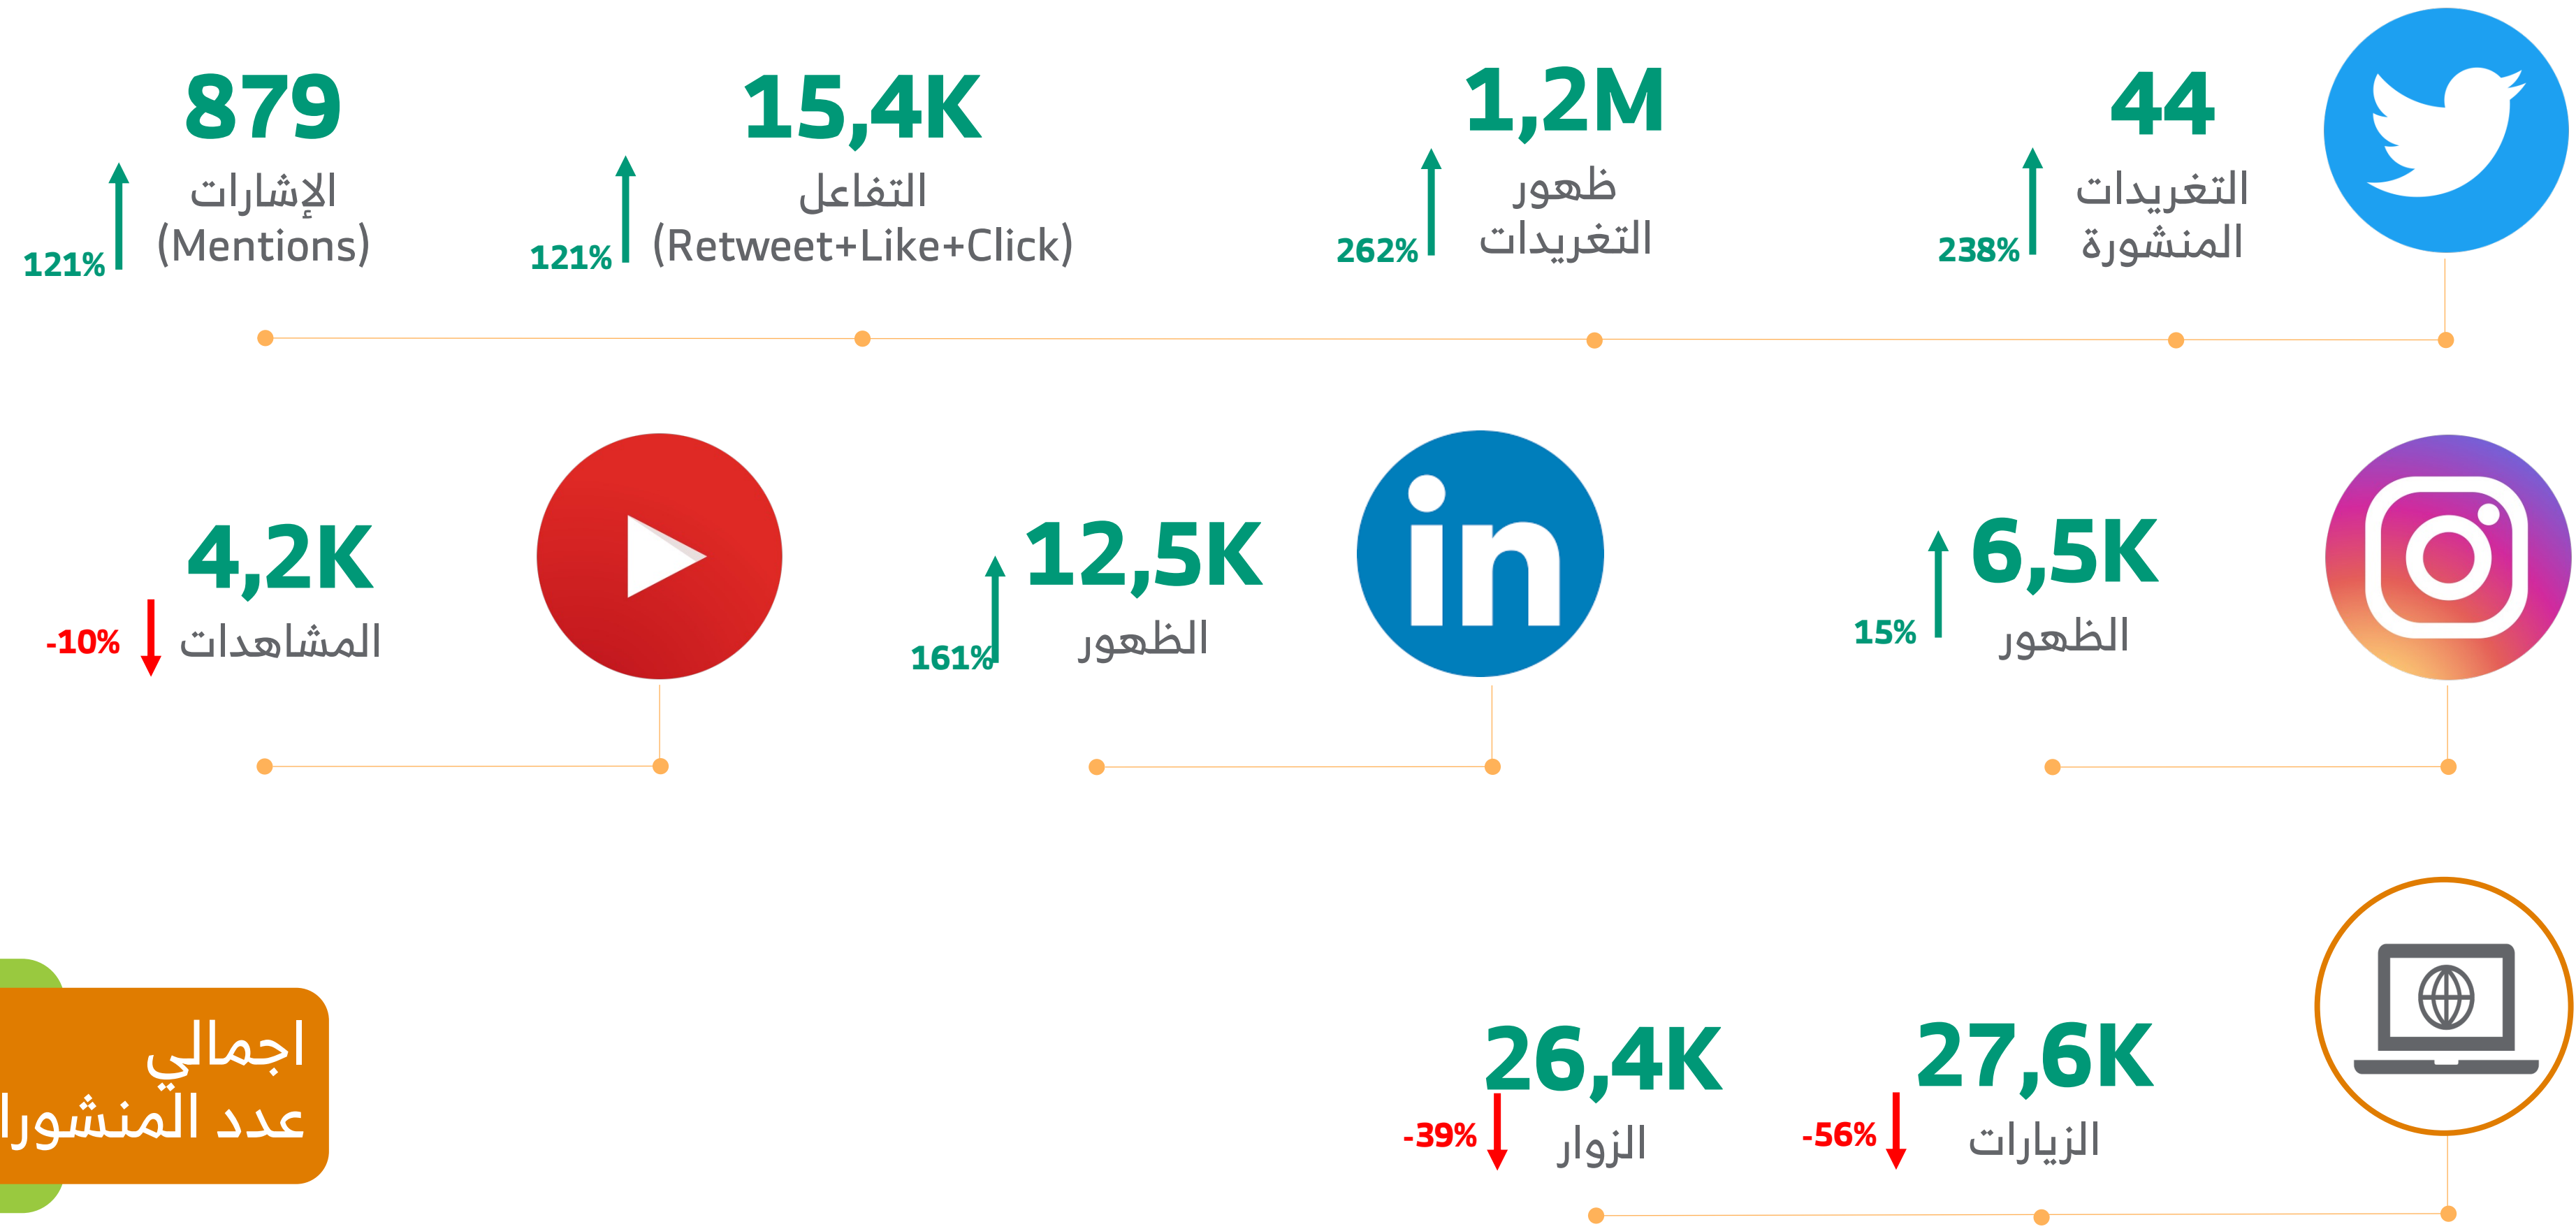 44
التغريدات
المنشورة
238%
1,2M
ظهور
التغريدات
262%
15,4K
التفاعل
(Retweet+Like+Click)
121%
879
الإشارات
(Mentions)
121%
6,5K
الظهور
15%
in
12,5K
الظهور
161%
4,2K
المشاهدات
-10%
27,6K
الزيارات
-56%
26,4K
الزوار
-39%
اجمالي
عدد المنشورا